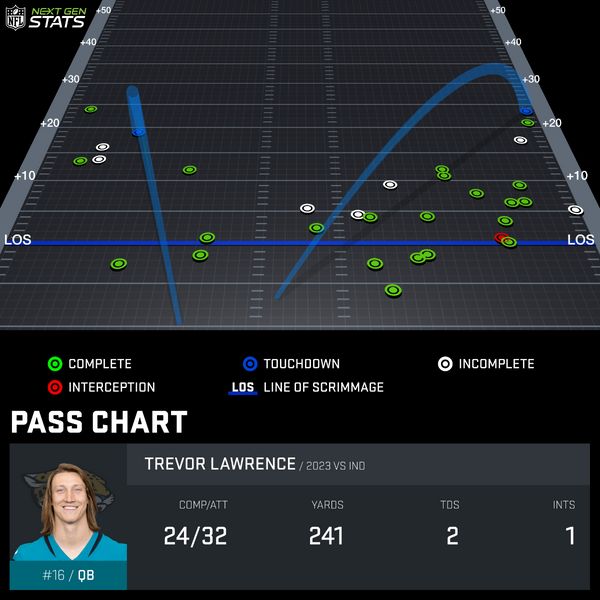 NFL NEXT GEN STATS
+50 +50
+40 +40
+30 +30
+20 +20
+10 +10
LOS LOS
COMPLETE TOUCHDOWN INCOMPLETE
INTERCEPTION LOS LINE OF SCRIMMAGE
PASS CHART
TREVOR LAWRENCE / 2023 VS IND
COMP/ATT YARDS TDS INTS
24/32 241 2 1
#16 / QB